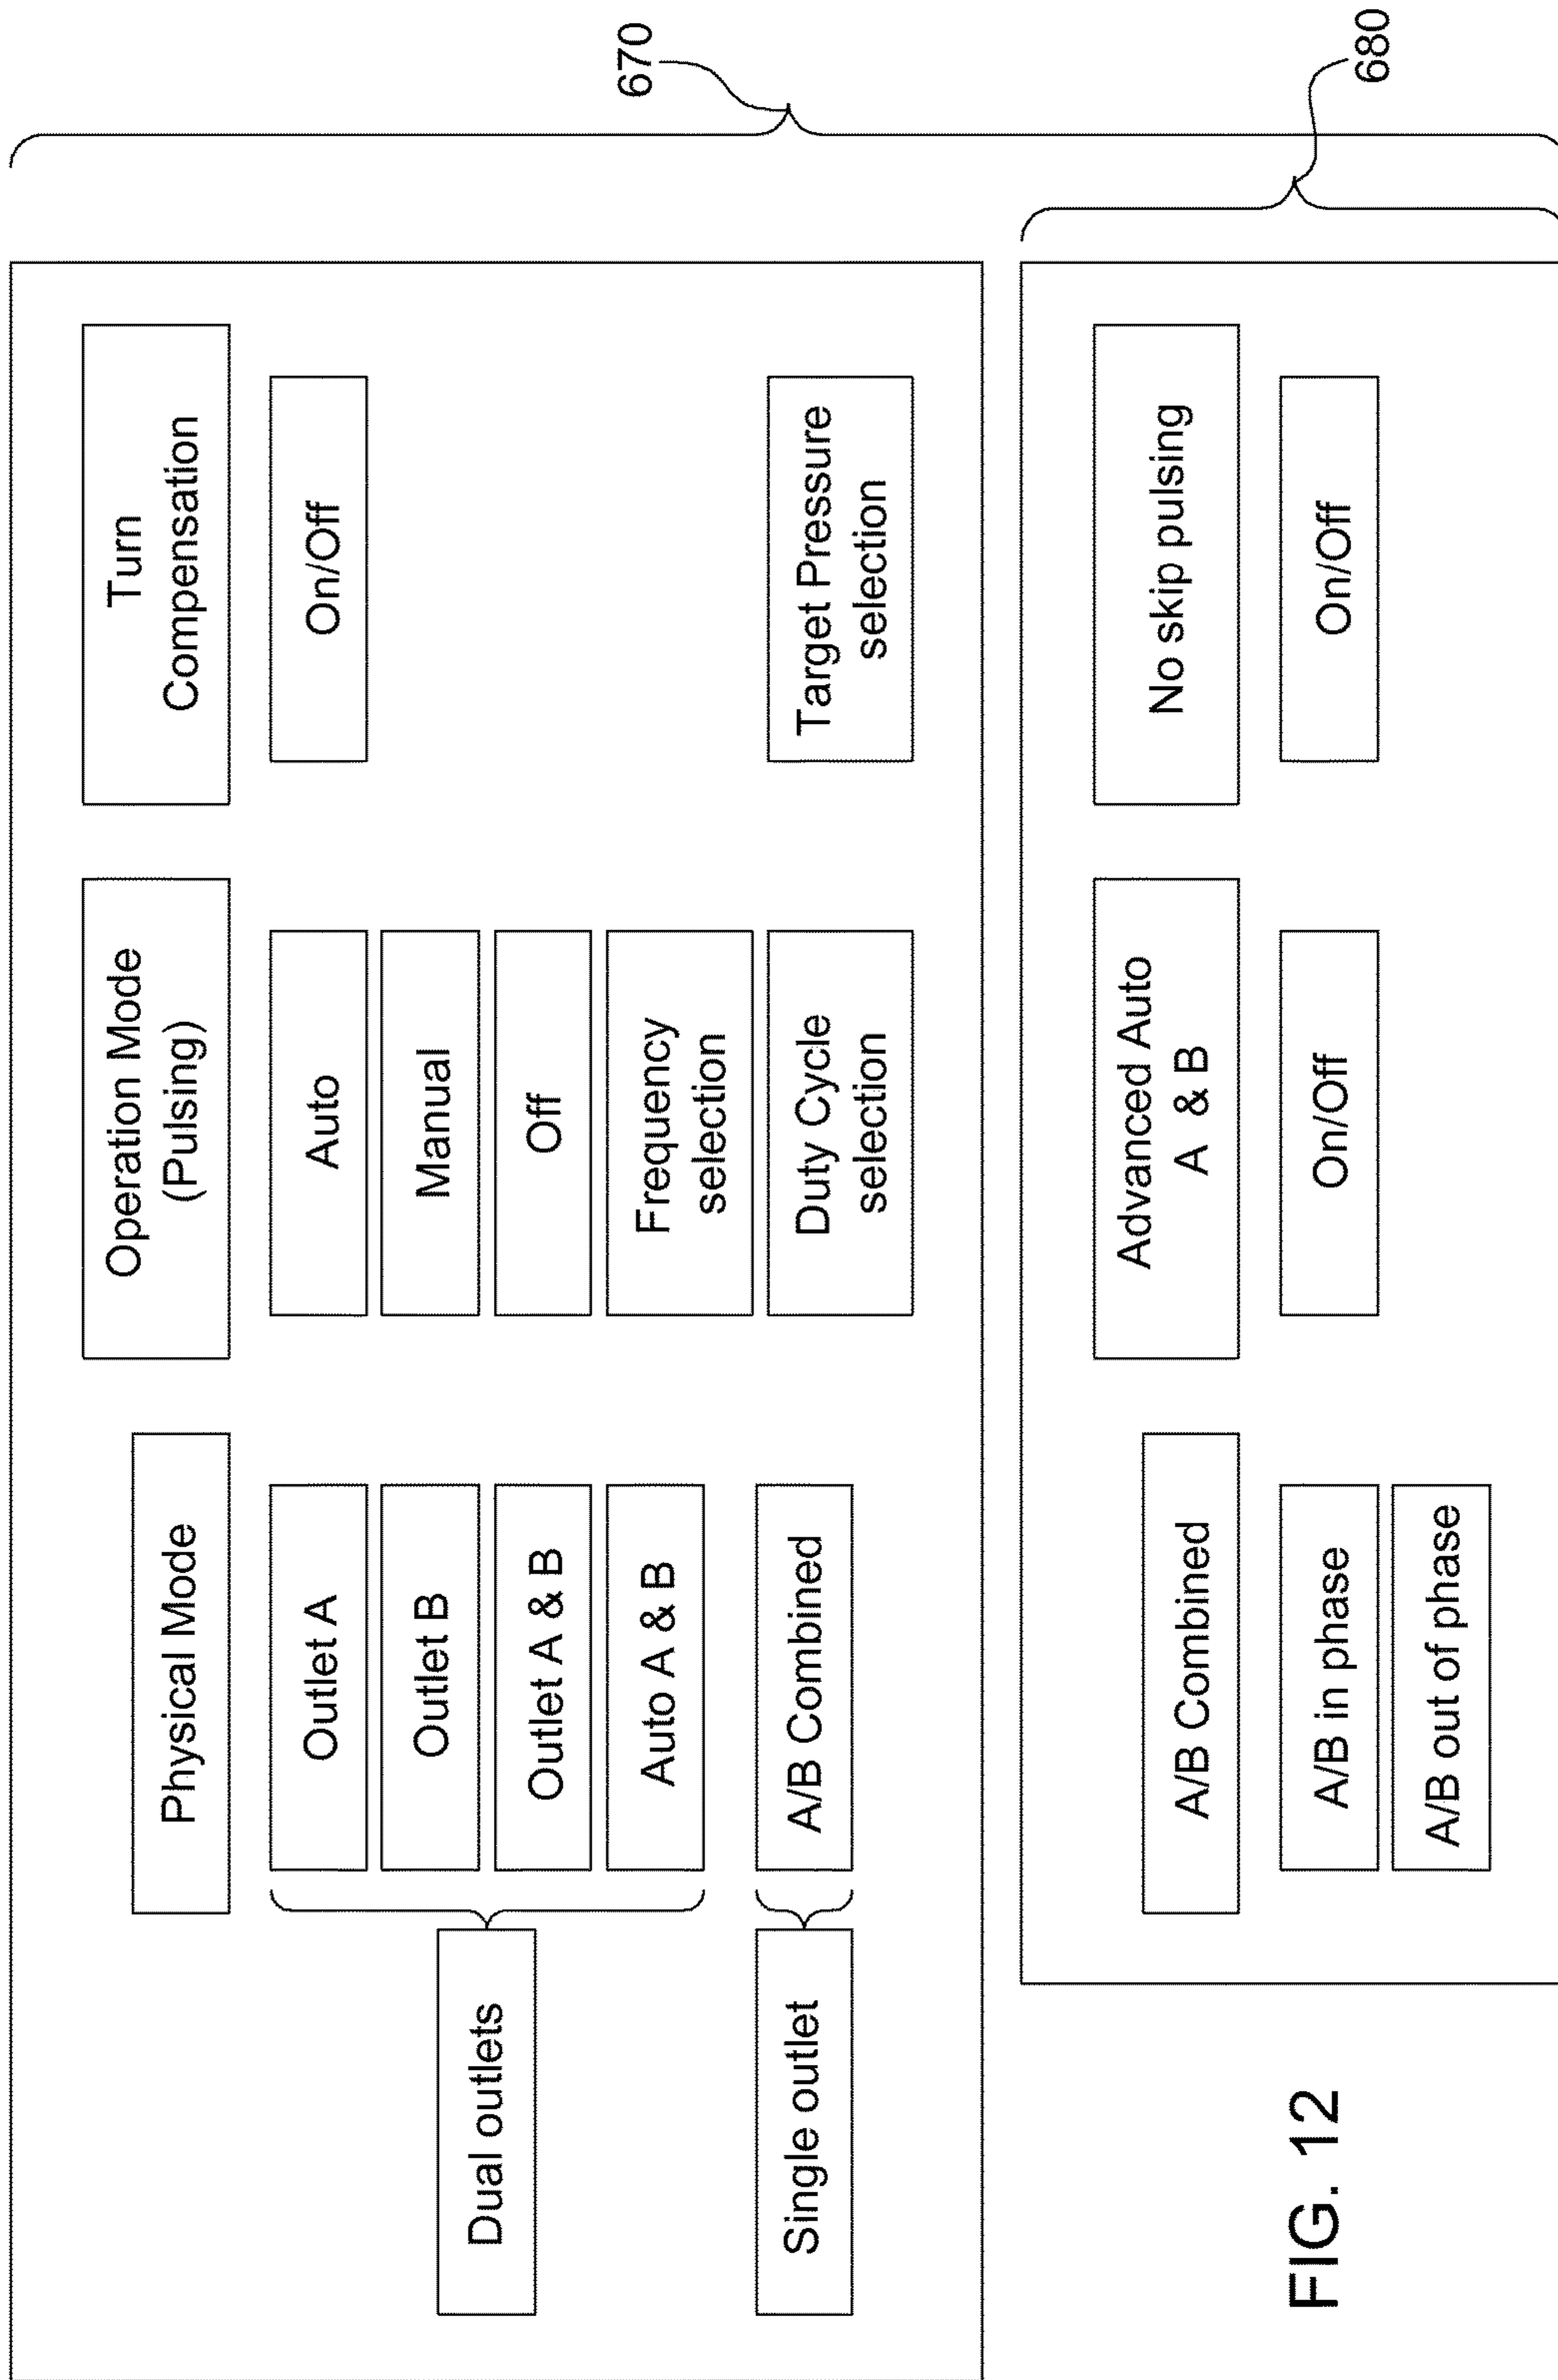 Physical Mode
Operation Mode
(Pulsing)
Turn
Compensation
Dual outlets
Outlet A
Outlet B
Outlet A & B
Auto A & B
Single outlet
A/B Combined
Auto
Manual
Off
Frequency
selection
Duty Cycle
selection
On/Off
Target Pressure
selection
670
A/B Combined
A/B in phase
A/B out of phase
Advanced Auto
A & B
On/Off
No skip pulsing
On/Off
680
FIG. 12